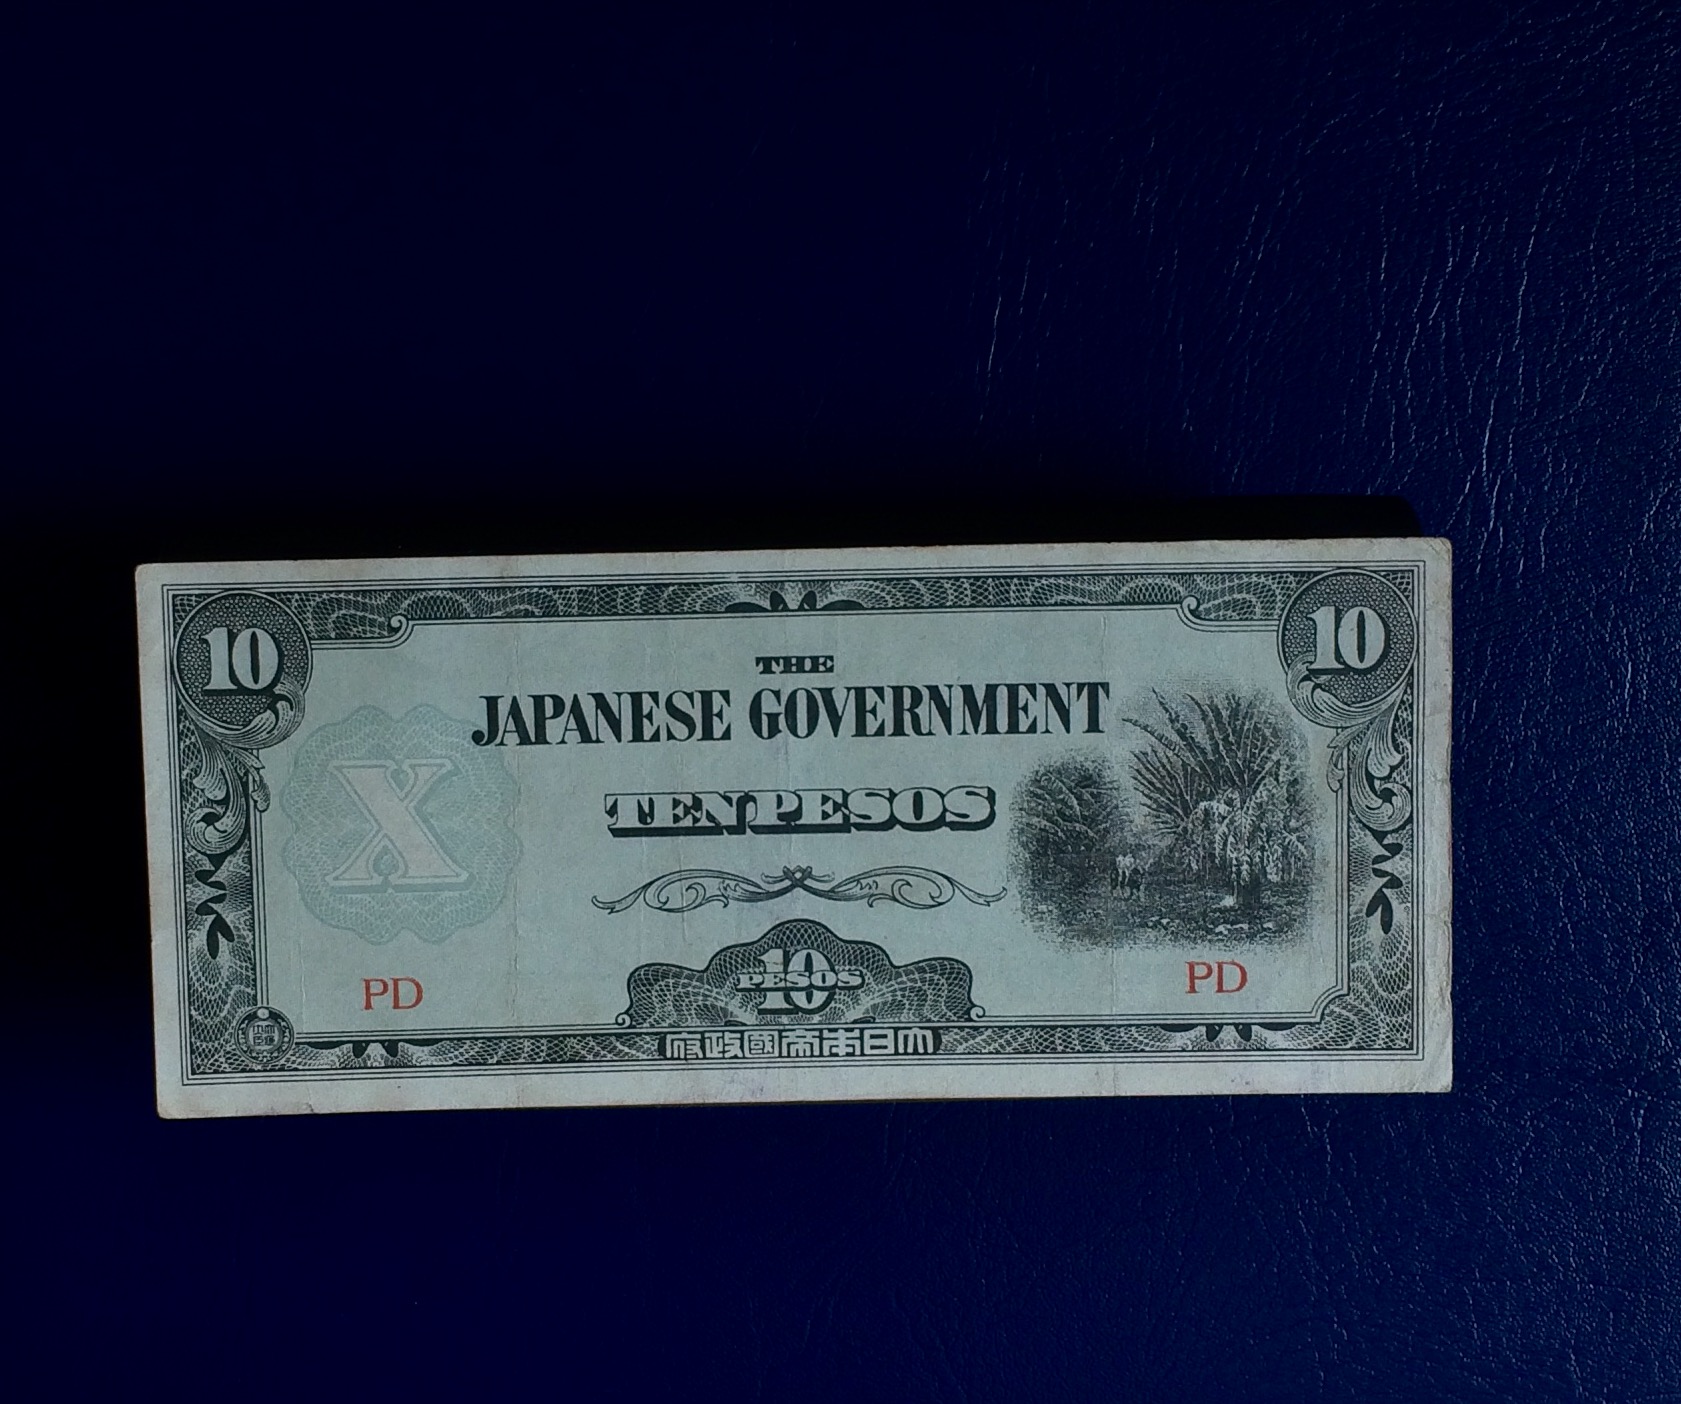 10
10
THE
JAPANESE GOVERNMENT
X
TEN PESOS
10
PESOS
PD
PD
府政國帝本日大